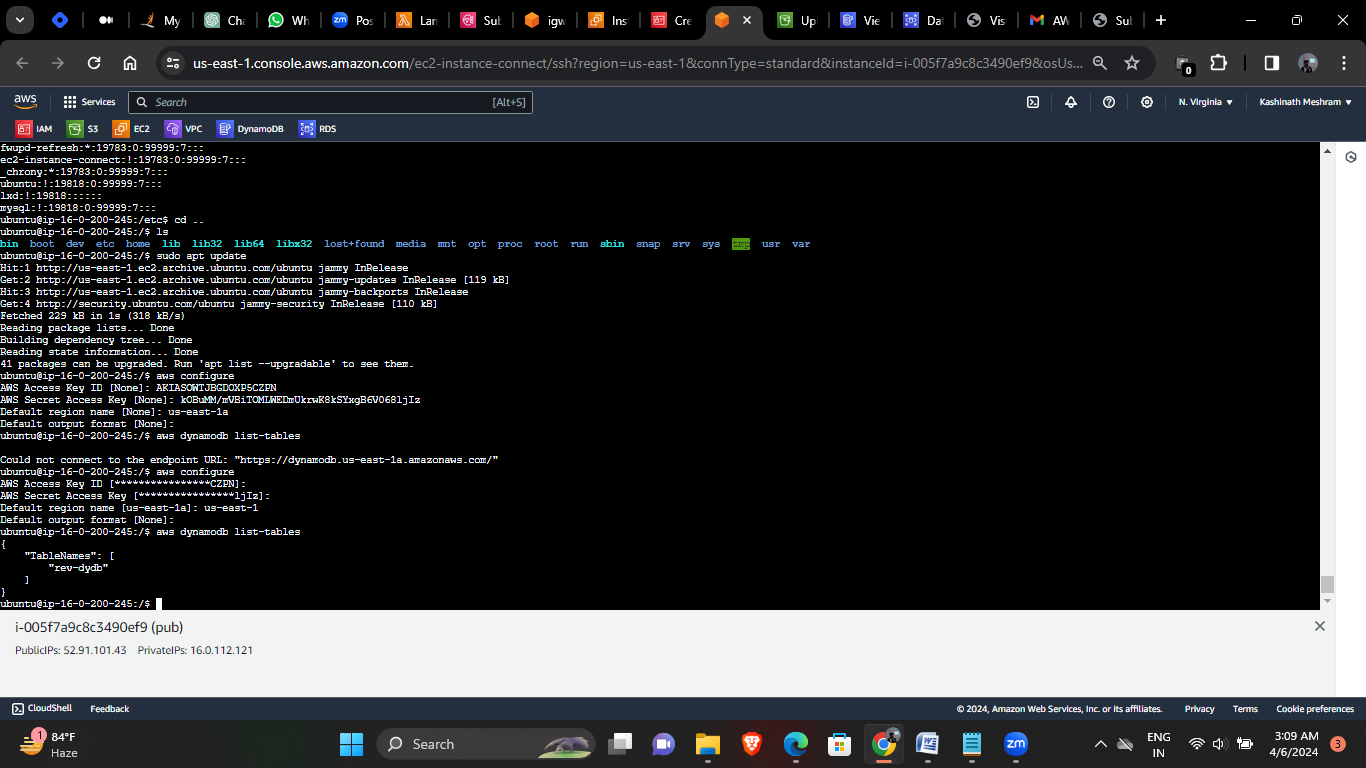 My
Cha
Wh
Pos
Lan
Sul
igw
Inst
Cre
Up
Vie
Da
Vis
AW
Sul
us-east-1.console.aws.amazon.com/ec2-instance-connect/ssh?region=us-east-1&connType=standard&instanceId=i-005f7a9c8c3490ef9&osUs...
0
aws Services Search [Alt+S] N. Virginia Kashinath Meshram
IAM S3 EC2 VPC DynamoDB RDS
fwupd-refresh:*:19783:0:99999:7:::
ec2-instance-connect:!:19783:0:99999:7:::
_chrony:*:19783:0:99999:7:::
ubuntu:!:19818:0:99999:7:::
lxd:!:19818::::::
mysql:!:19818:0:99999:7:::
ubuntu@ip-16-0-200-245:/etc$ cd ..
ubuntu@ip-16-0-200-245:/$ ls
bin boot dev etc home lib lib32 lib64 libx32 lost+found media mnt opt proc root run sbin snap srv sys tmp usr var
ubuntu@ip-16-0-200-245:/$ sudo apt update
Hit:1 http://us-east-1.ec2.archive.ubuntu.com/ubuntu jammy InRelease
Get:2 http://us-east-1.ec2.archive.ubuntu.com/ubuntu jammy-updates InRelease [119 kB]
Hit:3 http://us-east-1.ec2.archive.ubuntu.com/ubuntu jammy-backports InRelease
Get:4 http://security.ubuntu.com/ubuntu jammy-security InRelease [110 kB]
Fetched 229 kB in 1s (318 kB/s)
Reading package lists... Done
Building dependency tree... Done
Reading state information... Done
41 packages can be upgraded. Run 'apt list --upgradable' to see them.
ubuntu@ip-16-0-200-245:/$ aws configure
AWS Access Key ID [None]: AKIASOWTJBGDOXP5CZPN
AWS Secret Access Key [None]: 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
Default region name [None]: us-east-1a
Default output format [None]:
ubuntu@ip-16-0-200-245:/$ aws dynamodb list-tables
Could not connect to the endpoint URL: "https://dynamodb.us-east-1a.amazonaws.com/"
ubuntu@ip-16-0-200-245:/$ aws configure
AWS Access Key ID [****************CZPN]:
AWS Secret Access Key [****************ljIz]:
Default region name [us-east-1a]: us-east-1
Default output format [None]:
ubuntu@ip-16-0-200-245:/$ aws dynamodb list-tables
{
"TableNames": [
"rev-dydb"
]
}
ubuntu@ip-16-0-200-245:/$
i-005f7a9c8c3490ef9 (pub)
PublicIPs: 52.91.101.43 PrivateIPs: 16.0.112.121
CloudShell Feedback © 2024, Amazon Web Services, Inc. or its affiliates. Privacy Terms Cookie preferences
1 84°F
Haze
Search
ENG
IN
3:09 AM
4/6/2024
3